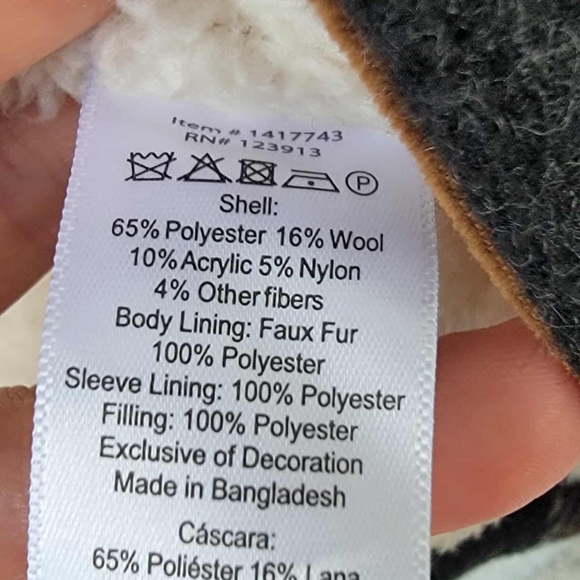 Item # 1417743
RN# 123913
P
Shell:
65% Polyester 16% Wool
10% Acrylic 5% Nylon
4% Other fibers
Body Lining: Faux Fur
100% Polyester
Sleeve Lining: 100% Polyester
Filling: 100% Polyester
Exclusive of Decoration
Made in Bangladesh
Cáscara:
65% Poliéster 16% Lana